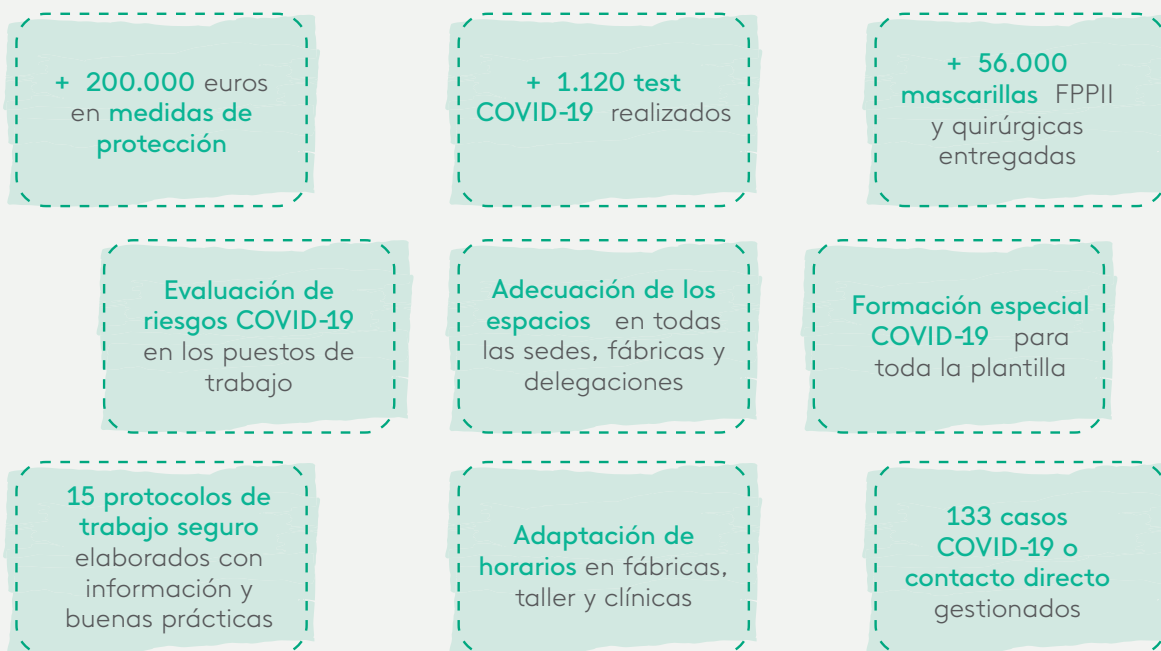 + 200.000 euros
en medidas de
protección
+ 1.120 test
COVID-19 realizados
+ 56.000
mascarillas FPPII
y quirúrgicas
entregadas
Evaluación de
riesgos COVID-19
en los puestos de
trabajo
Adecuación de los
espacios en todas
las sedes, fábricas y
delegaciones
Formación especial
COVID-19 para
toda la plantilla
15 protocolos de
trabajo seguro
elaborados con
información y
buenas prácticas
Adaptación de
horarios en fábricas,
taller y clínicas
133 casos
COVID-19 o
contacto directo
gestionados